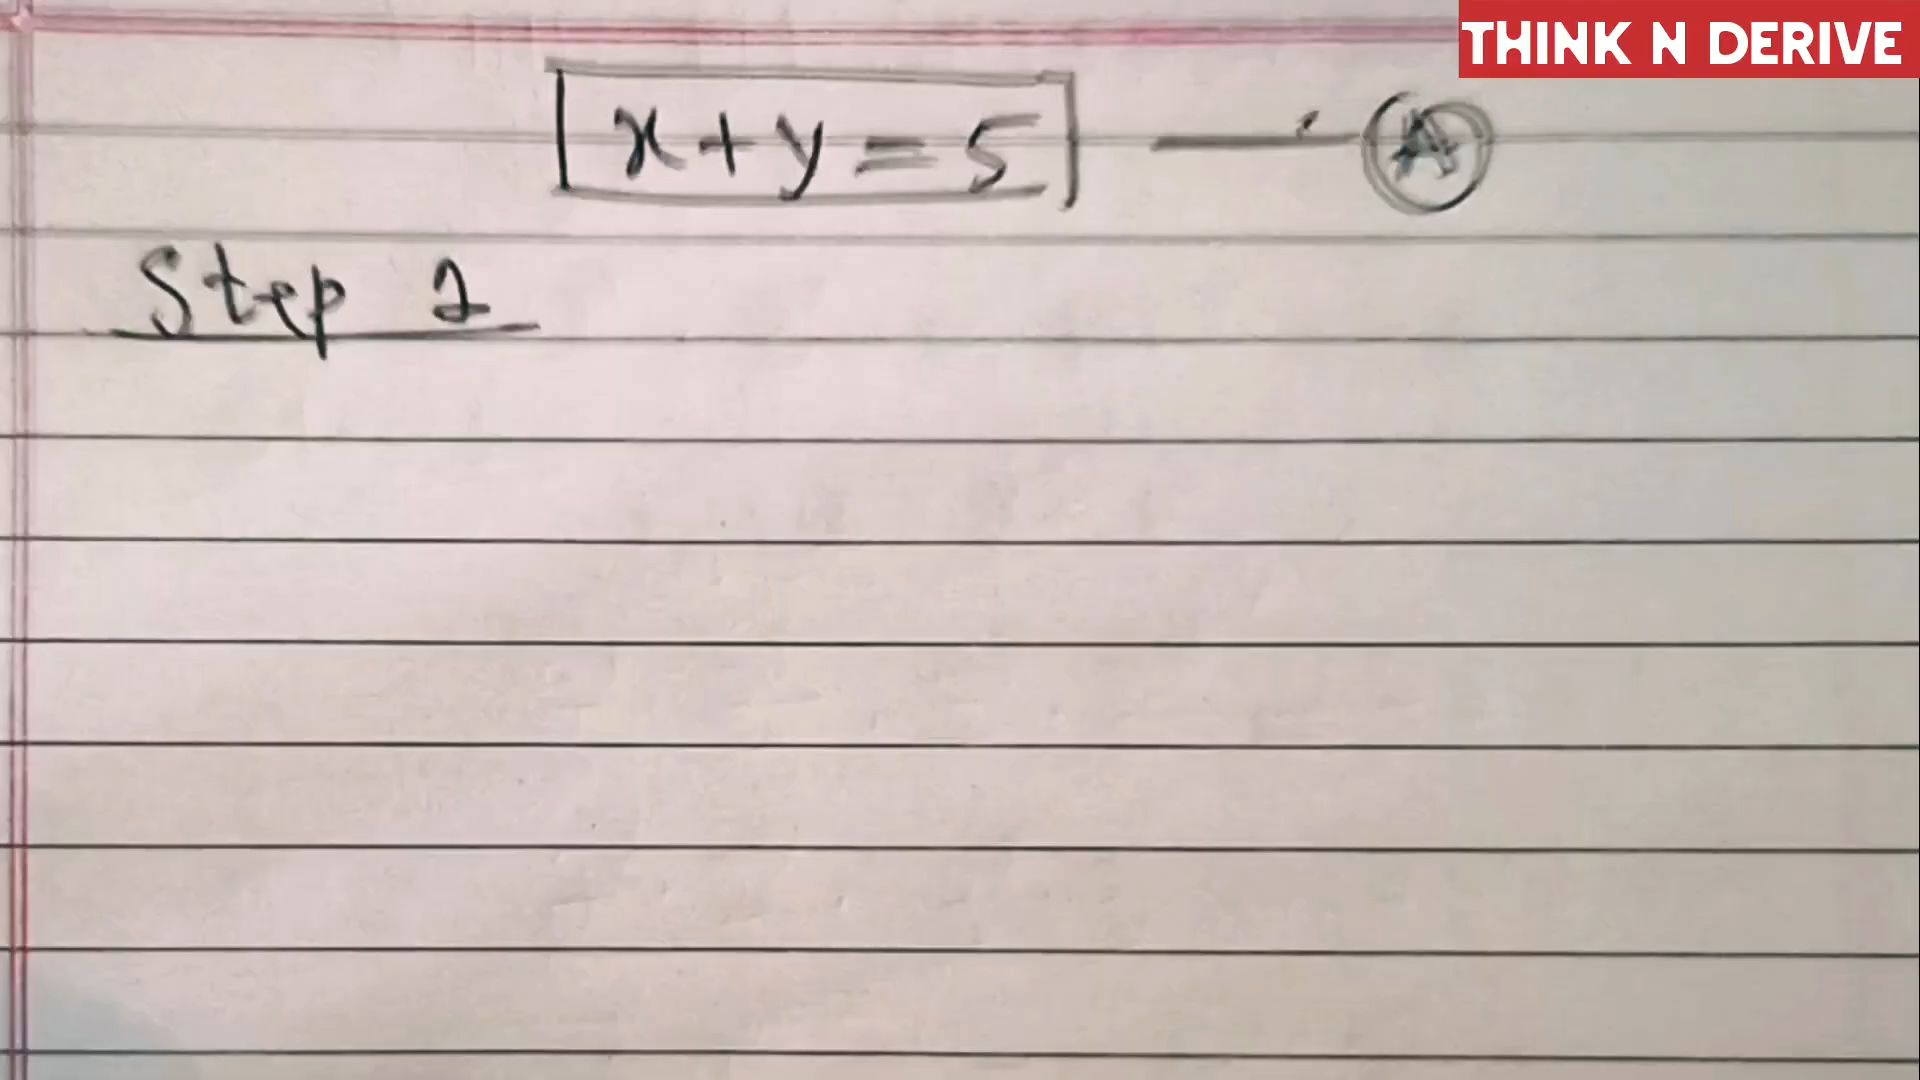 THINK N DERIVE
x + y = 5 — A
Step 2